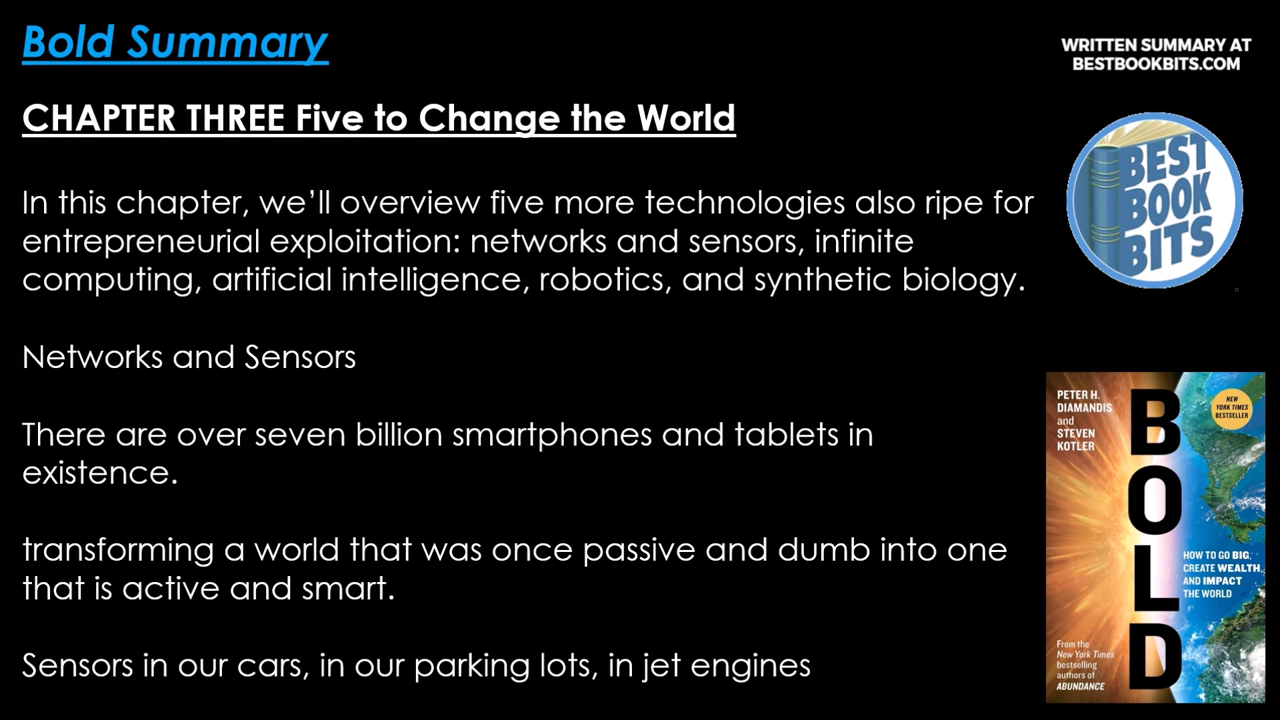 Bold Summary
WRITTEN SUMMARY AT
BESTBOOKBITS.COM
CHAPTER THREE Five to Change the World
In this chapter, we’ll overview five more technologies also ripe for
entrepreneurial exploitation: networks and sensors, infinite
computing, artificial intelligence, robotics, and synthetic biology.
Networks and Sensors
There are over seven billion smartphones and tablets in
existence.
transforming a world that was once passive and dumb into one
that is active and smart.
Sensors in our cars, in our parking lots, in jet engines
BEST
BOOK
BITS
PETER H.
DIAMANDIS
and
STEVEN
KOTLER
NEW
YORK TIMES
BESTSELLER
BOLD
HOW TO GO BIG,
CREATE WEALTH,
AND IMPACT
THE WORLD
From the
New York Times
bestselling
authors of
ABUNDANCE